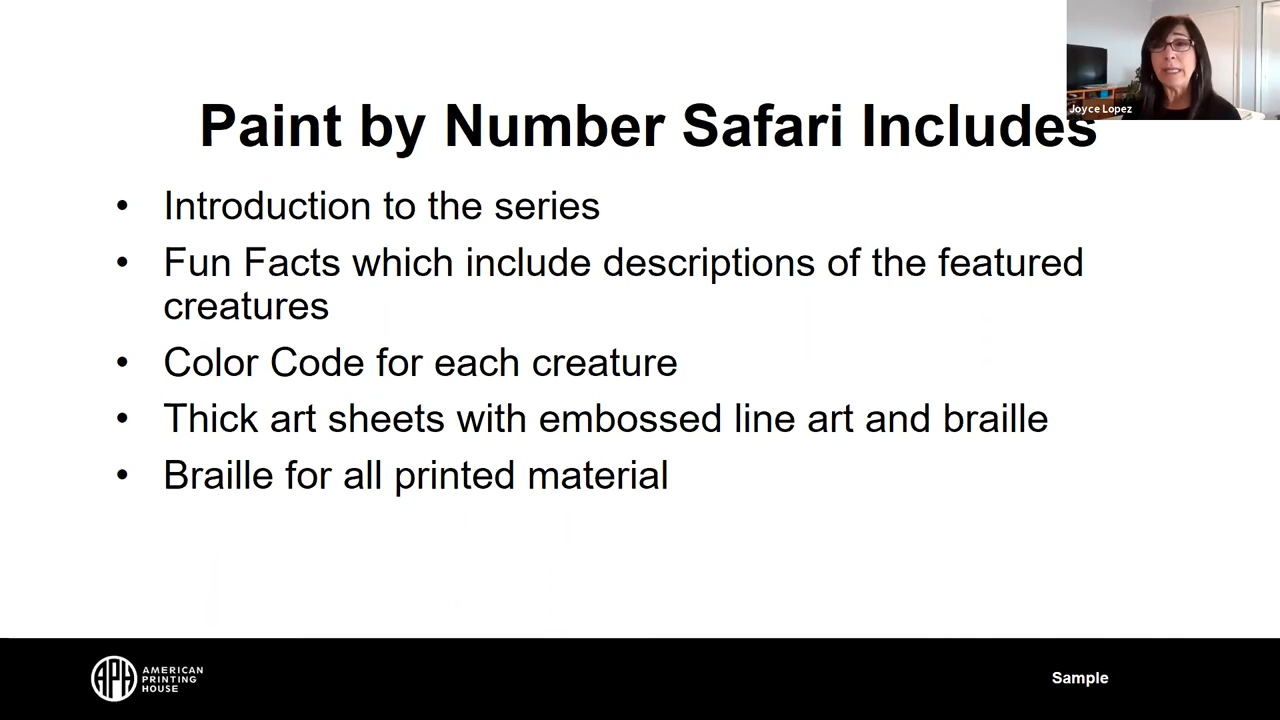 Joyce Lopez
Paint by Number Safari Includes
• Introduction to the series
• Fun Facts which include descriptions of the featured
creatures
• Color Code for each creature
• Thick art sheets with embossed line art and braille
• Braille for all printed material
APH
AMERICAN
PRINTING
HOUSE
Sample